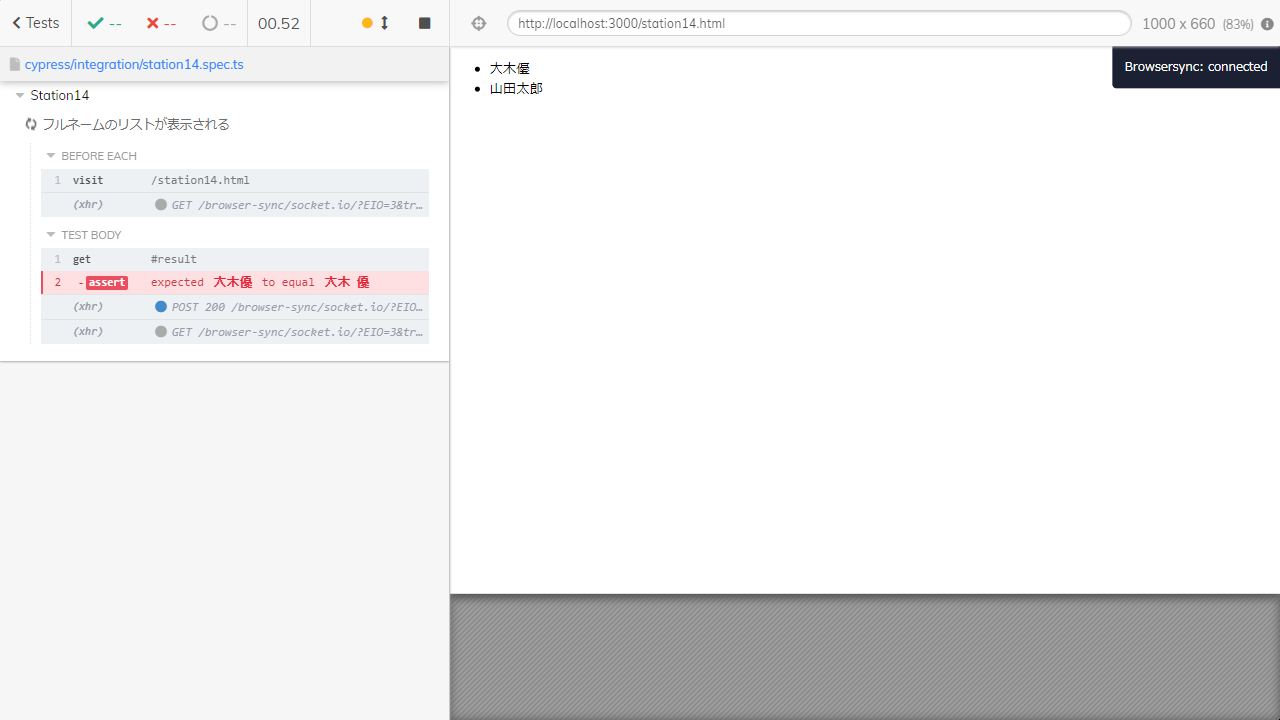 Tests -- -- -- 00.52
http://localhost:3000/station14.html 1000 x 660 (83%)
cypress/integration/station14.spec.ts
Station14
フルネームのリストが表示される
BEFORE EACH
1 visit /station14.html
(xhr) GET /browser-sync/socket.io/?EIO=3&tr…
TEST BODY
1 get #result
2 -assert expected 大木優 to equal 大木 優
(xhr) POST 200 /browser-sync/socket.io/?EIO…
(xhr) GET /browser-sync/socket.io/?EIO=3&tr…
大木優
山田太郎
Browsersync: connected